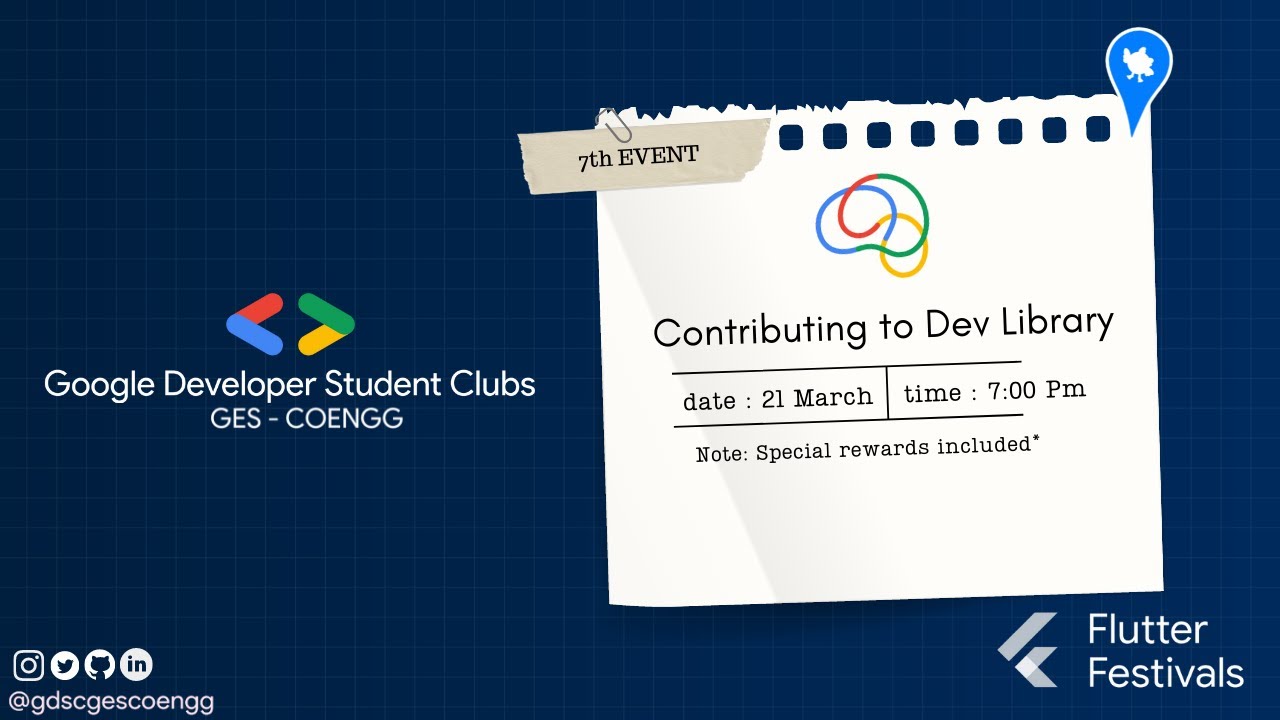 Google Developer Student Clubs
GES - COENGG
7th EVENT
Contributing to Dev Library
date : 21 March
time : 7:00 Pm
Note: Special rewards included*
in
@gdscgescoengg
Flutter
Festivals